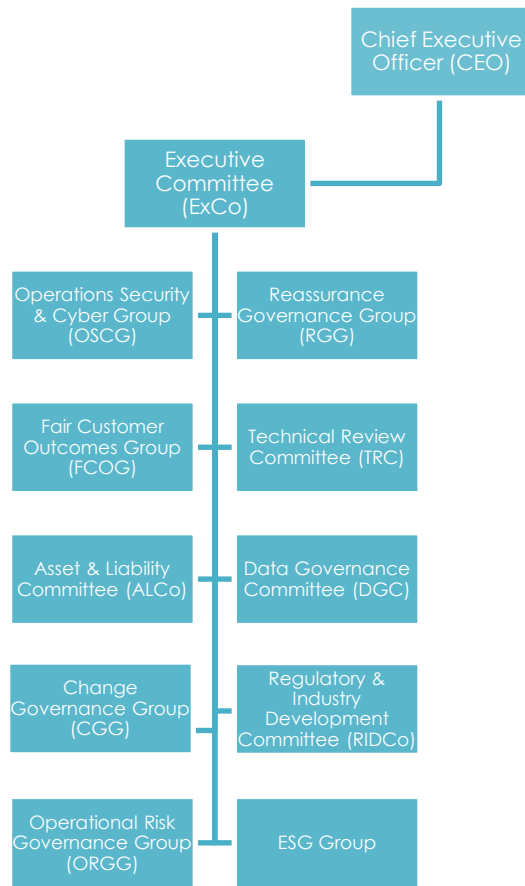 Chief Executive
Officer (CEO)
Executive
Committee
(ExCo)
Operations Security
& Cyber Group
(OSCG)
Reassurance
Governance Group
(RGG)
Fair Customer
Outcomes Group
(FCOG)
Technical Review
Committee (TRC)
Asset & Liability
Committee (ALCo)
Data Governance
Committee (DGC)
Change
Governance Group
(CGG)
Regulatory &
Industry
Development
Committee (RIDCo)
Operational Risk
Governance Group
(ORGG)
ESG Group